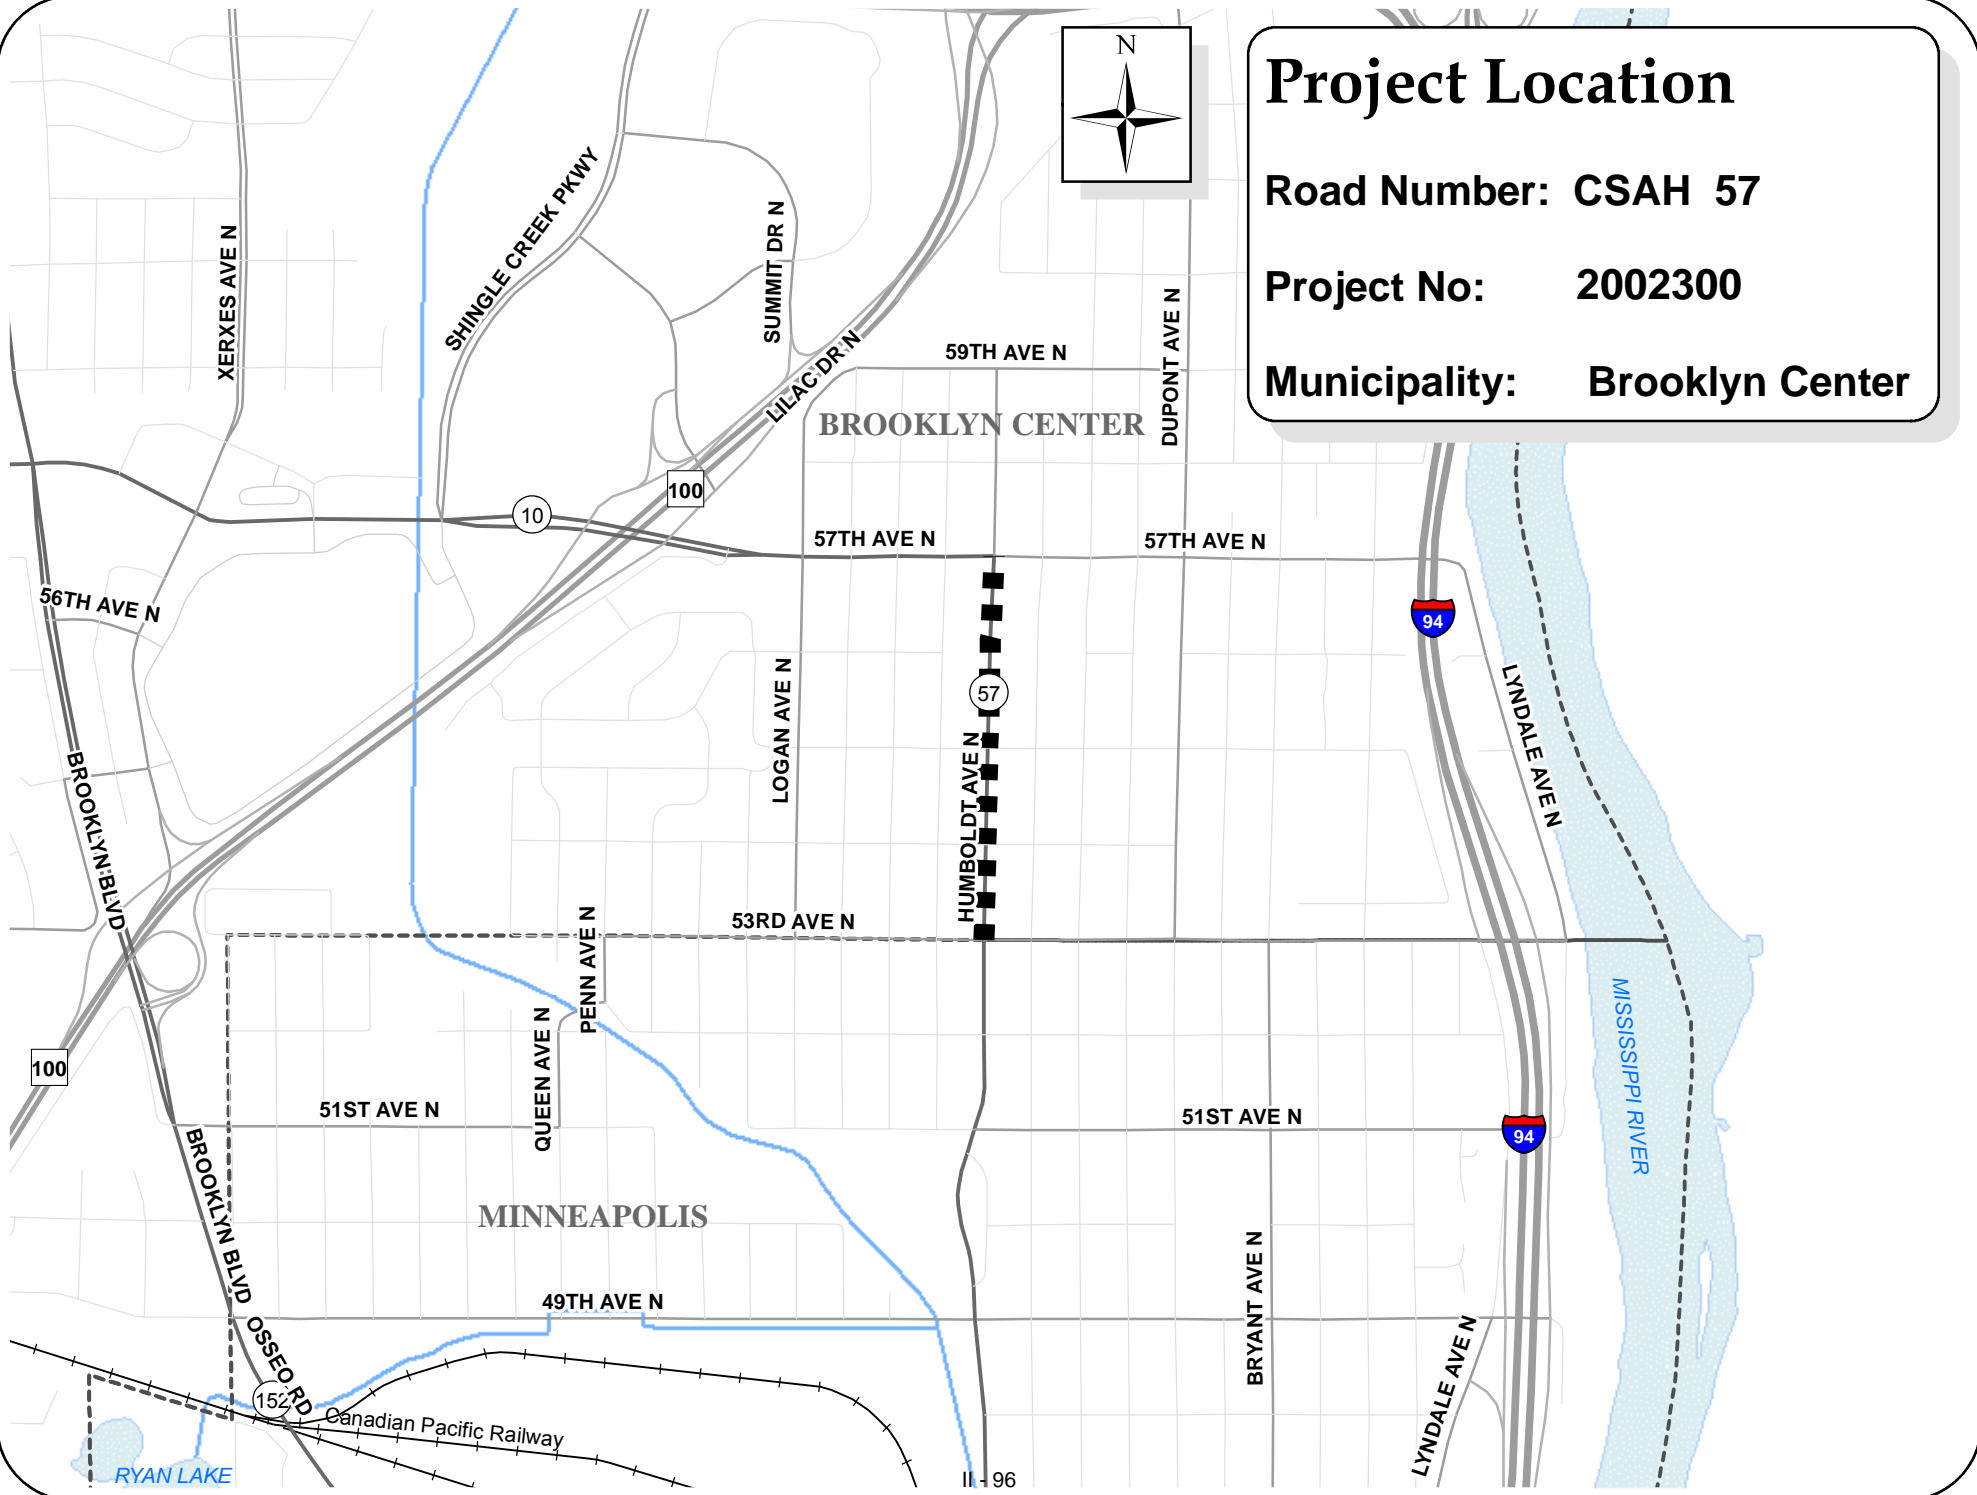 N
Project Location
Road Number: CSAH 57
Project No: 2002300
Municipality: Brooklyn Center
XERXES AVE N
SHINGLE CREEK PKWY
SUMMIT DR N
LILAC DR N
59TH AVE N
DUPONT AVE N
BROOKLYN CENTER
100
10
57TH AVE N
57TH AVE N
56TH AVE N
94
57
LOGAN AVE N
HUMBOLDT AVE N
LYNDALE AVE N
BROOKLYN BLVD
53RD AVE N
PENN AVE N
QUEEN AVE N
MISSISSIPPI RIVER
100
51ST AVE N
51ST AVE N
94
BROOKLYN BLVD
MINNEAPOLIS
49TH AVE N
BRYANT AVE N
LYNDALE AVE N
OSSEO RD
152
Canadian Pacific Railway
RYAN LAKE
II - 96